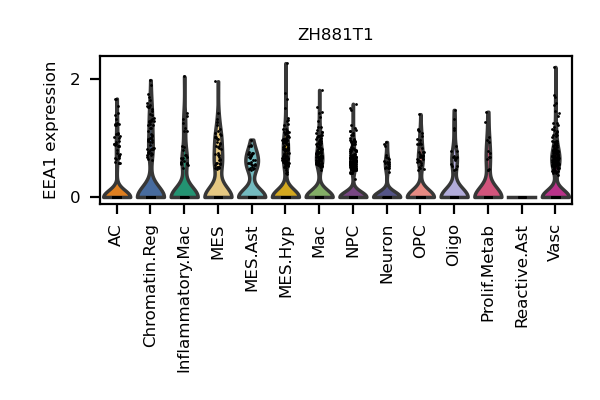 ZH881T1
EEA1 expression
2
0
AC
Chromatin.Reg
Inflammatory.Mac
MES
MES.Ast
MES.Hyp
Mac
NPC
Neuron
OPC
Oligo
Prolif.Metab
Reactive.Ast
Vasc